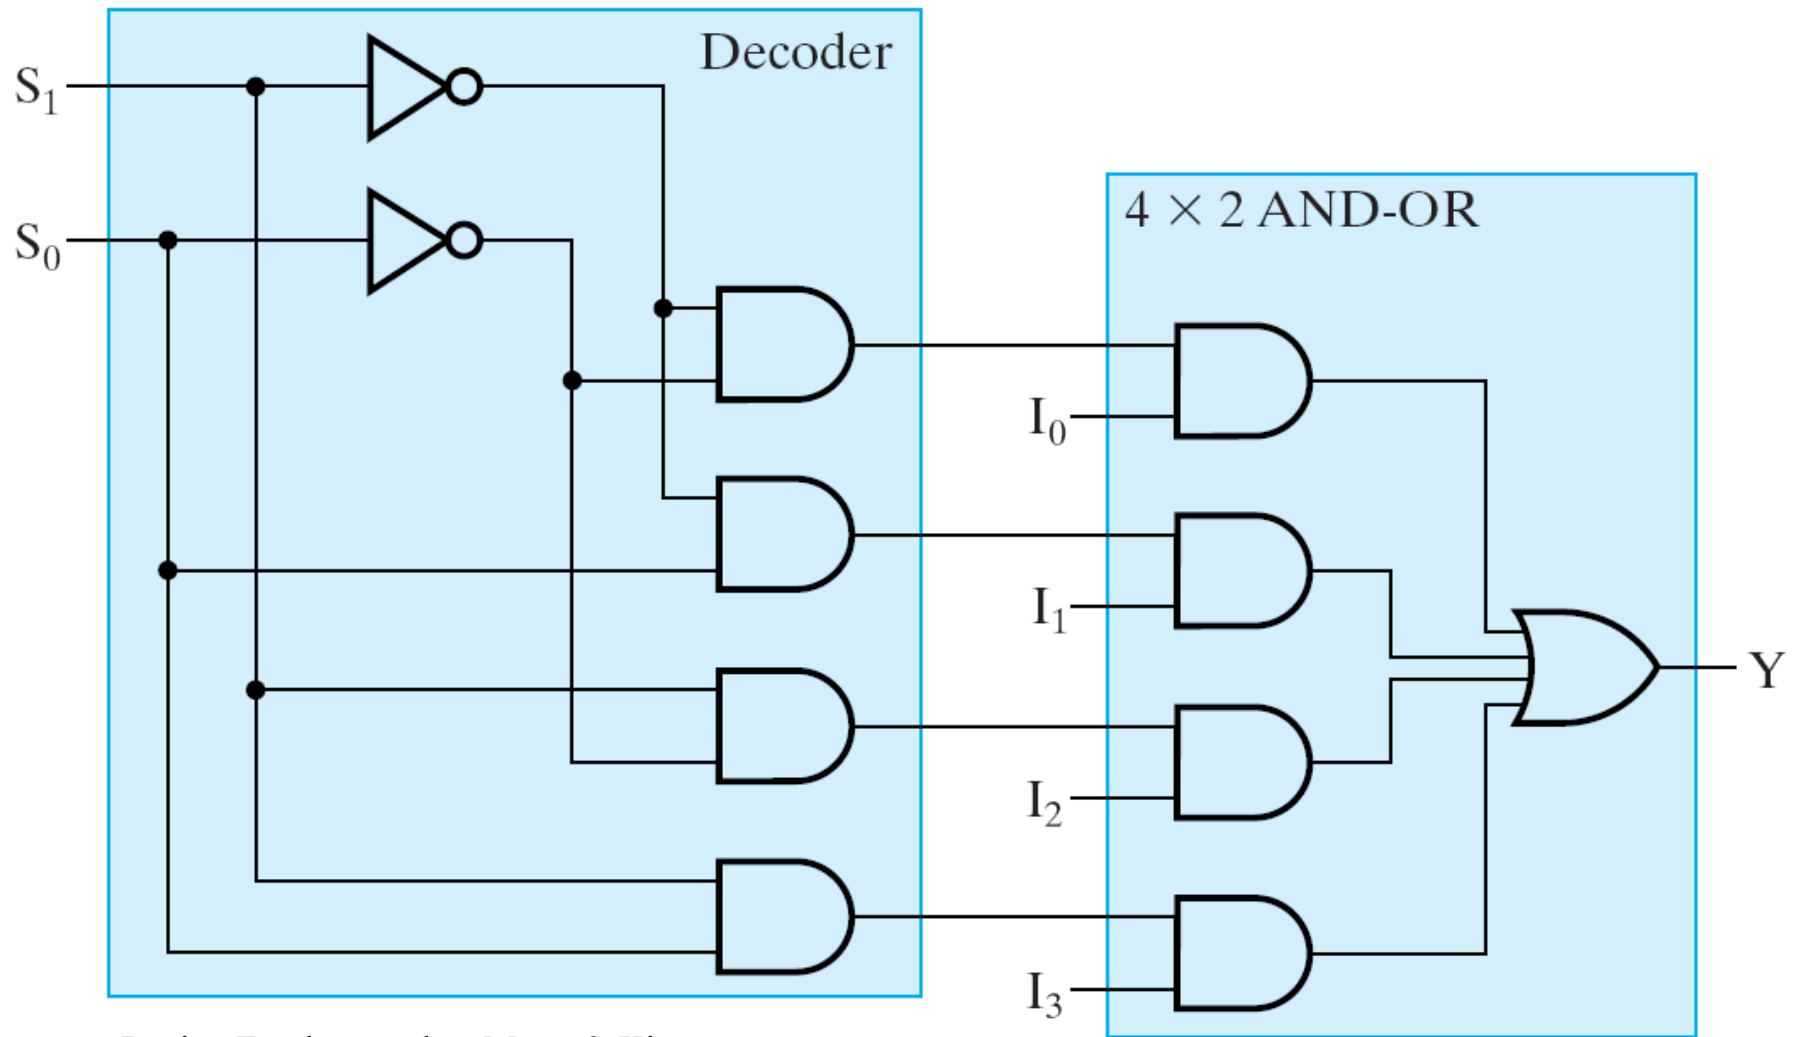 Decoder
S₁
S₀
4 × 2 AND-OR
I₀
I₁
Y
I₂
I₃